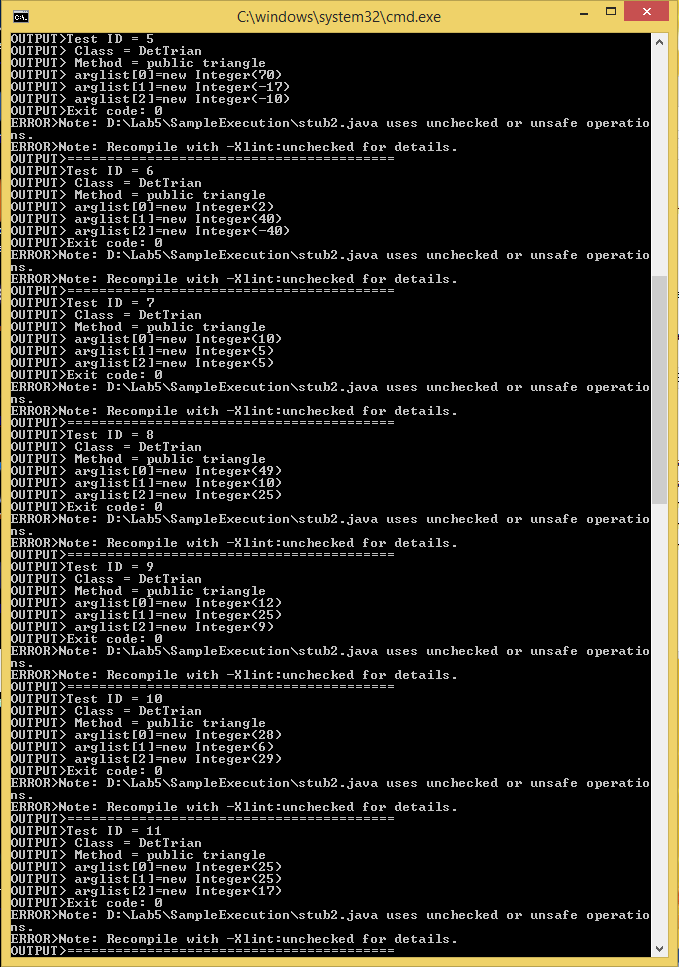 C:\windows\system32\cmd.exe
OUTPUT>Test ID = 5
OUTPUT> Class = DetTrian
OUTPUT> Method = public triangle
OUTPUT> arglist[0]=new Integer(70)
OUTPUT> arglist[1]=new Integer(-17)
OUTPUT> arglist[2]=new Integer(-10)
OUTPUT>Exit code: 0
ERROR>Note: D:\Lab5\SampleExecution\stub2.java uses unchecked or unsafe operatio
ns.
ERROR>Note: Recompile with -Xlint:unchecked for details.
OUTPUT>=========================================
OUTPUT>Test ID = 6
OUTPUT> Class = DetTrian
OUTPUT> Method = public triangle
OUTPUT> arglist[0]=new Integer(2)
OUTPUT> arglist[1]=new Integer(40)
OUTPUT> arglist[2]=new Integer(-40)
OUTPUT>Exit code: 0
ERROR>Note: D:\Lab5\SampleExecution\stub2.java uses unchecked or unsafe operatio
ns.
ERROR>Note: Recompile with -Xlint:unchecked for details.
OUTPUT>=========================================
OUTPUT>Test ID = 7
OUTPUT> Class = DetTrian
OUTPUT> Method = public triangle
OUTPUT> arglist[0]=new Integer(10)
OUTPUT> arglist[1]=new Integer(5)
OUTPUT> arglist[2]=new Integer(5)
OUTPUT>Exit code: 0
ERROR>Note: D:\Lab5\SampleExecution\stub2.java uses unchecked or unsafe operatio
ns.
ERROR>Note: Recompile with -Xlint:unchecked for details.
OUTPUT>=========================================
OUTPUT>Test ID = 8
OUTPUT> Class = DetTrian
OUTPUT> Method = public triangle
OUTPUT> arglist[0]=new Integer(49)
OUTPUT> arglist[1]=new Integer(10)
OUTPUT> arglist[2]=new Integer(25)
OUTPUT>Exit code: 0
ERROR>Note: D:\Lab5\SampleExecution\stub2.java uses unchecked or unsafe operatio
ns.
ERROR>Note: Recompile with -Xlint:unchecked for details.
OUTPUT>=========================================
OUTPUT>Test ID = 9
OUTPUT> Class = DetTrian
OUTPUT> Method = public triangle
OUTPUT> arglist[0]=new Integer(12)
OUTPUT> arglist[1]=new Integer(25)
OUTPUT> arglist[2]=new Integer(9)
OUTPUT>Exit code: 0
ERROR>Note: D:\Lab5\SampleExecution\stub2.java uses unchecked or unsafe operatio
ns.
ERROR>Note: Recompile with -Xlint:unchecked for details.
OUTPUT>=========================================
OUTPUT>Test ID = 10
OUTPUT> Class = DetTrian
OUTPUT> Method = public triangle
OUTPUT> arglist[0]=new Integer(28)
OUTPUT> arglist[1]=new Integer(6)
OUTPUT> arglist[2]=new Integer(29)
OUTPUT>Exit code: 0
ERROR>Note: D:\Lab5\SampleExecution\stub2.java uses unchecked or unsafe operatio
ns.
ERROR>Note: Recompile with -Xlint:unchecked for details.
OUTPUT>=========================================
OUTPUT>Test ID = 11
OUTPUT> Class = DetTrian
OUTPUT> Method = public triangle
OUTPUT> arglist[0]=new Integer(25)
OUTPUT> arglist[1]=new Integer(25)
OUTPUT> arglist[2]=new Integer(17)
OUTPUT>Exit code: 0
ERROR>Note: D:\Lab5\SampleExecution\stub2.java uses unchecked or unsafe operatio
ns.
ERROR>Note: Recompile with -Xlint:unchecked for details.
OUTPUT>=========================================